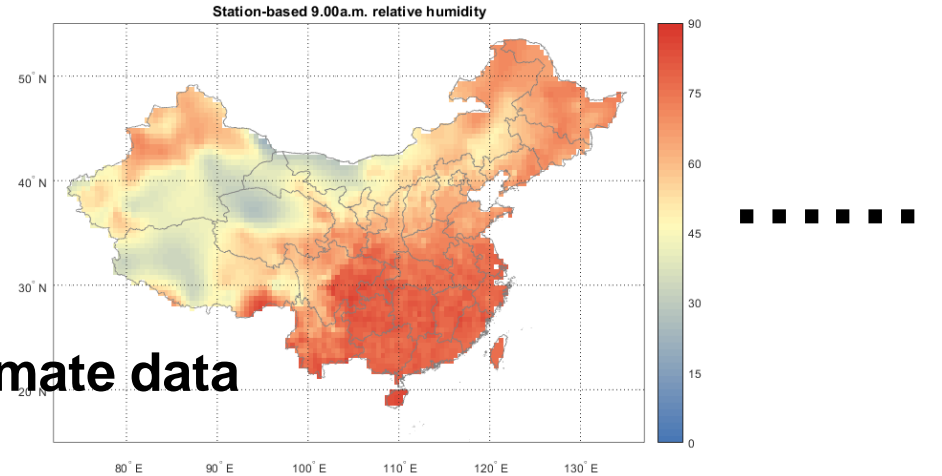 Station-based 9.00a.m. relative humidity
90
75
60
45
30
15
0
50° N
40° N
30° N
20° N
mate data
80° E 90° E 100° E 110° E 120° E 130° E